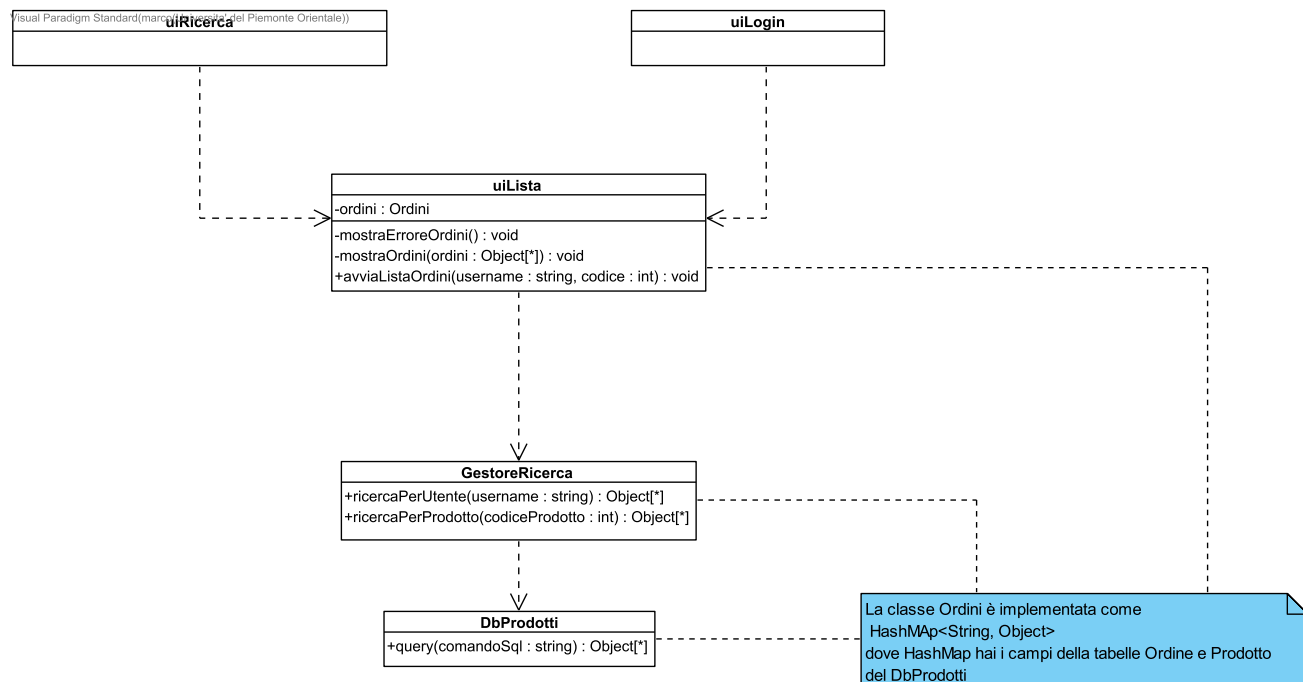 Visual Paradigm Standard(marco(Universita' del Piemonte Orientale))
uiRicerca
uiLogin
uiLista
-ordini : Ordini
-mostraErroreOrdini() : void
-mostraOrdini(ordini : Object[*]) : void
+avviaListaOrdini(username : string, codice : int) : void
GestoreRicerca
+ricercaPerUtente(username : string) : Object[*]
+ricercaPerProdotto(codiceProdotto : int) : Object[*]
DbProdotti
+query(comandoSql : string) : Object[*]
La classe Ordini è implementata come
HashMAp<String, Object>
dove HashMap hai i campi della tabelle Ordine e Prodotto
del DbProdotti